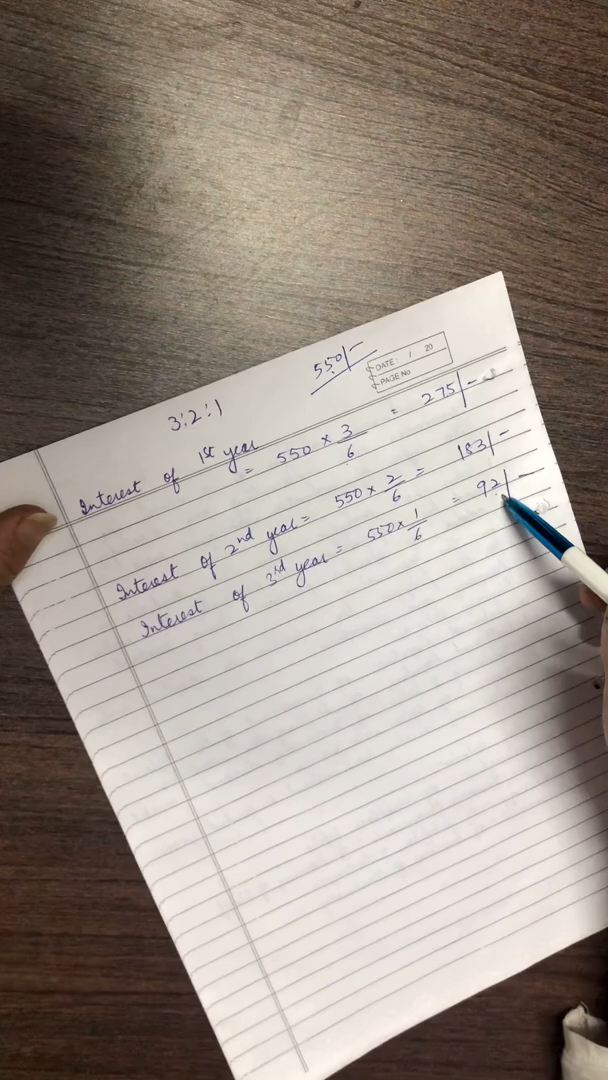 550/-
DATE: / 20
PAGE NO
3:2:1
Interest of 1st year = 550 × 3/6 = 275/-
Interest of 2nd year = 550 × 2/6 = 183/-
Interest of 3rd year = 550 × 1/6 = 92/-